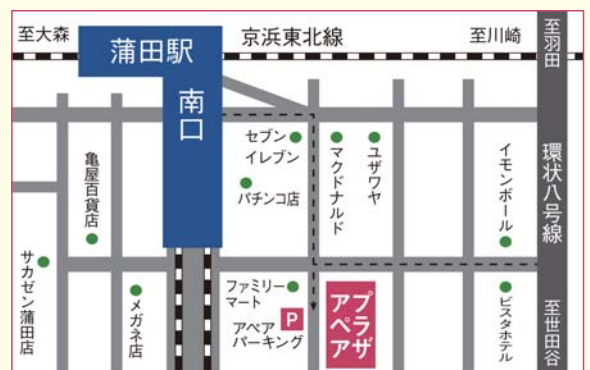 至大森
蒲田駅
京浜東北線
至川崎
至羽田
南口
セブン
イレブン
パチンコ店
マクドナルド
ユザワヤ
イモンボール
環状八号線
亀屋百貨店
サカゼン蒲田店
メガネ店
ファミリー
マート
P
アペア
パーキング
プラザ
アペア
ビスタホテル
至世田谷